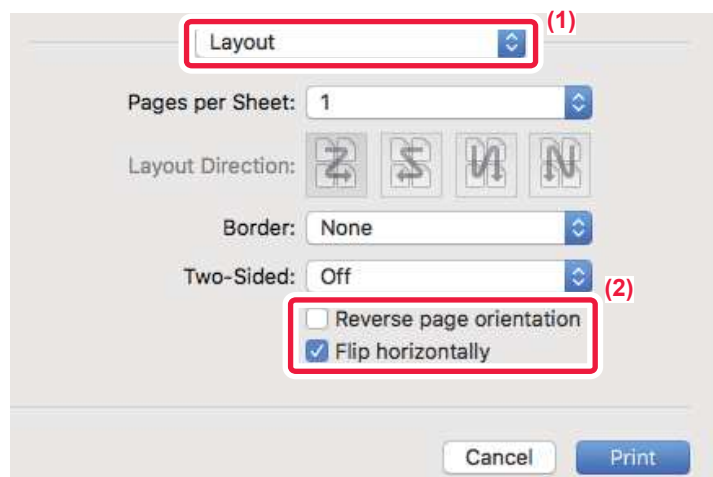 (1)
Layout
Pages per Sheet: 1
Layout Direction:
Border: None
Two-Sided: Off
(2)
Reverse page orientation
Flip horizontally
Cancel Print